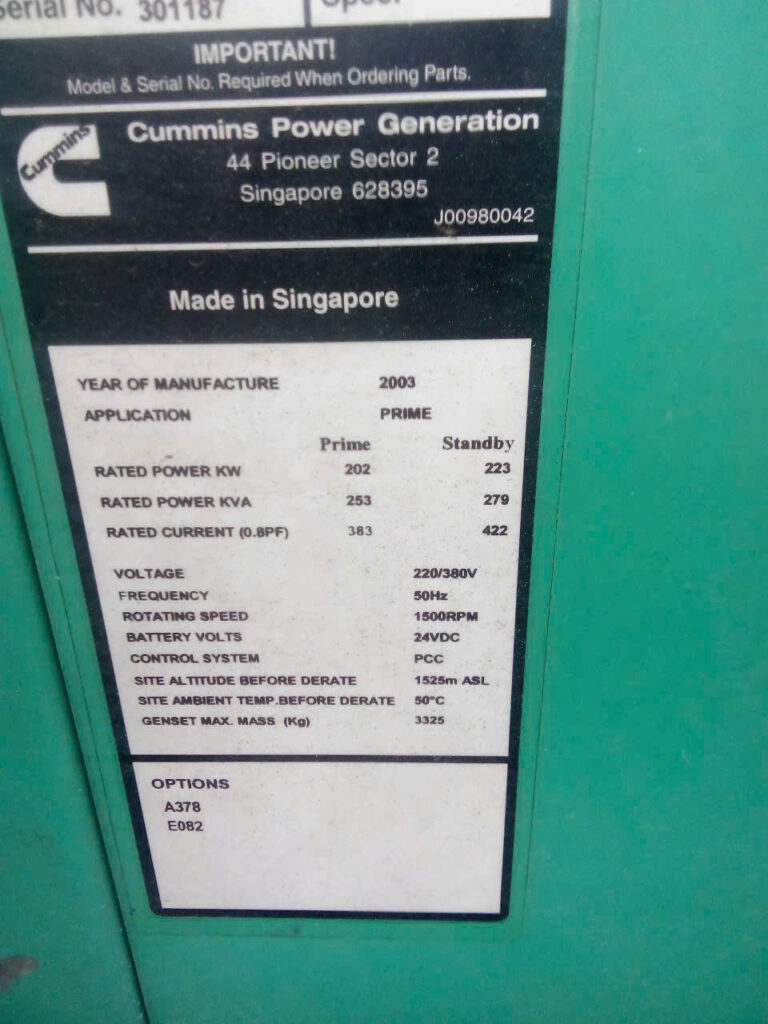 Serial No. 301187 Spec.
IMPORTANT!
Model & Serial No. Required When Ordering Parts.
Cummins
Cummins Power Generation
44 Pioneer Sector 2
Singapore 628395
J00980042
Made in Singapore
YEAR OF MANUFACTURE 2003
APPLICATION PRIME
Prime Standby
RATED POWER KW 202 223
RATED POWER KVA 253 279
RATED CURRENT (0.8PF) 383 422
VOLTAGE 220/380V
FREQUENCY 50Hz
ROTATING SPEED 1500RPM
BATTERY VOLTS 24VDC
CONTROL SYSTEM PCC
SITE ALTITUDE BEFORE DERATE 1525m ASL
SITE AMBIENT TEMP.BEFORE DERATE 50°C
GENSET MAX. MASS (Kg) 3325
OPTIONS
A378
E082